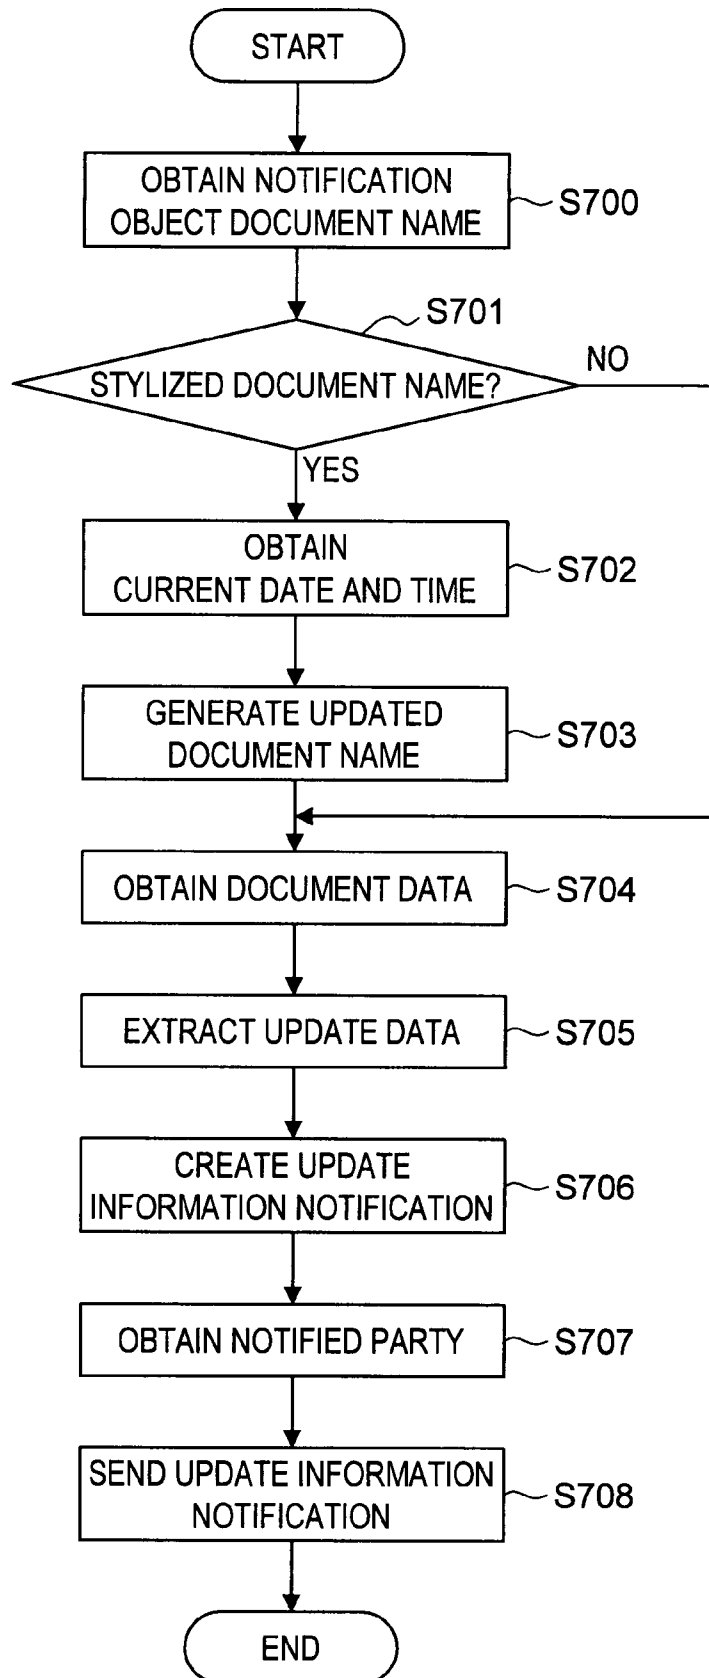 START
OBTAIN NOTIFICATION
OBJECT DOCUMENT NAME
S700
S701
STYLIZED DOCUMENT NAME?
NO
YES
OBTAIN
CURRENT DATE AND TIME
S702
GENERATE UPDATED
DOCUMENT NAME
S703
OBTAIN DOCUMENT DATA
S704
EXTRACT UPDATE DATA
S705
CREATE UPDATE
INFORMATION NOTIFICATION
S706
OBTAIN NOTIFIED PARTY
S707
SEND UPDATE INFORMATION
NOTIFICATION
S708
END